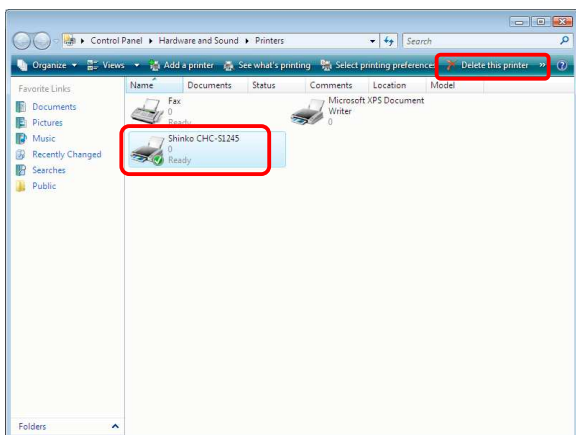 Control Panel ▸ Hardware and Sound ▸ Printers
Search
Organize Views Add a printer See what's printing Select printing preferences Delete this printer »
Favorite Links
Documents
Pictures
Music
Recently Changed
Searches
Public
Folders
Name Documents Status Comments Location Model
Fax
0
Ready
Microsoft XPS Document
Writer
0
Shinko CHC-S1245
0
Ready